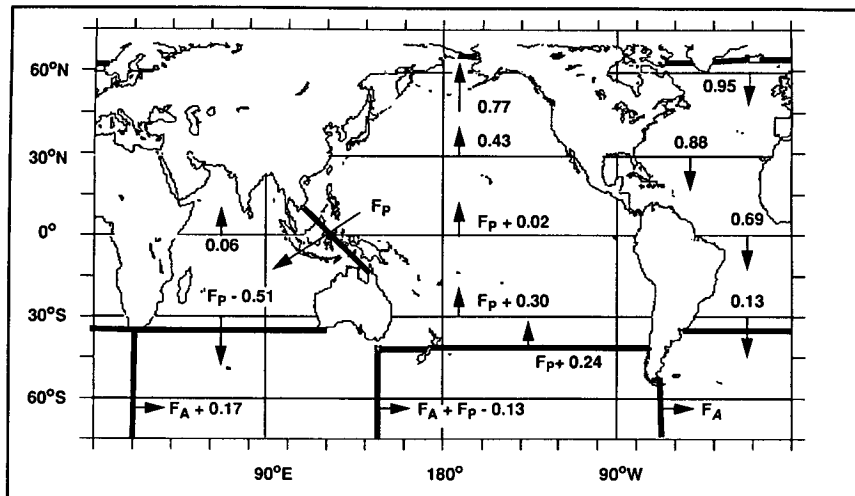 60°N
0.95
0.77
0.43
0.88
30°N
F_P
F_P + 0.02
0.69
0°
0.06
F_P - 0.51
F_P + 0.30
0.13
30°S
F_P + 0.24
60°S
F_A + 0.17
F_A + F_P - 0.13
F_A
90°E
180°
90°W